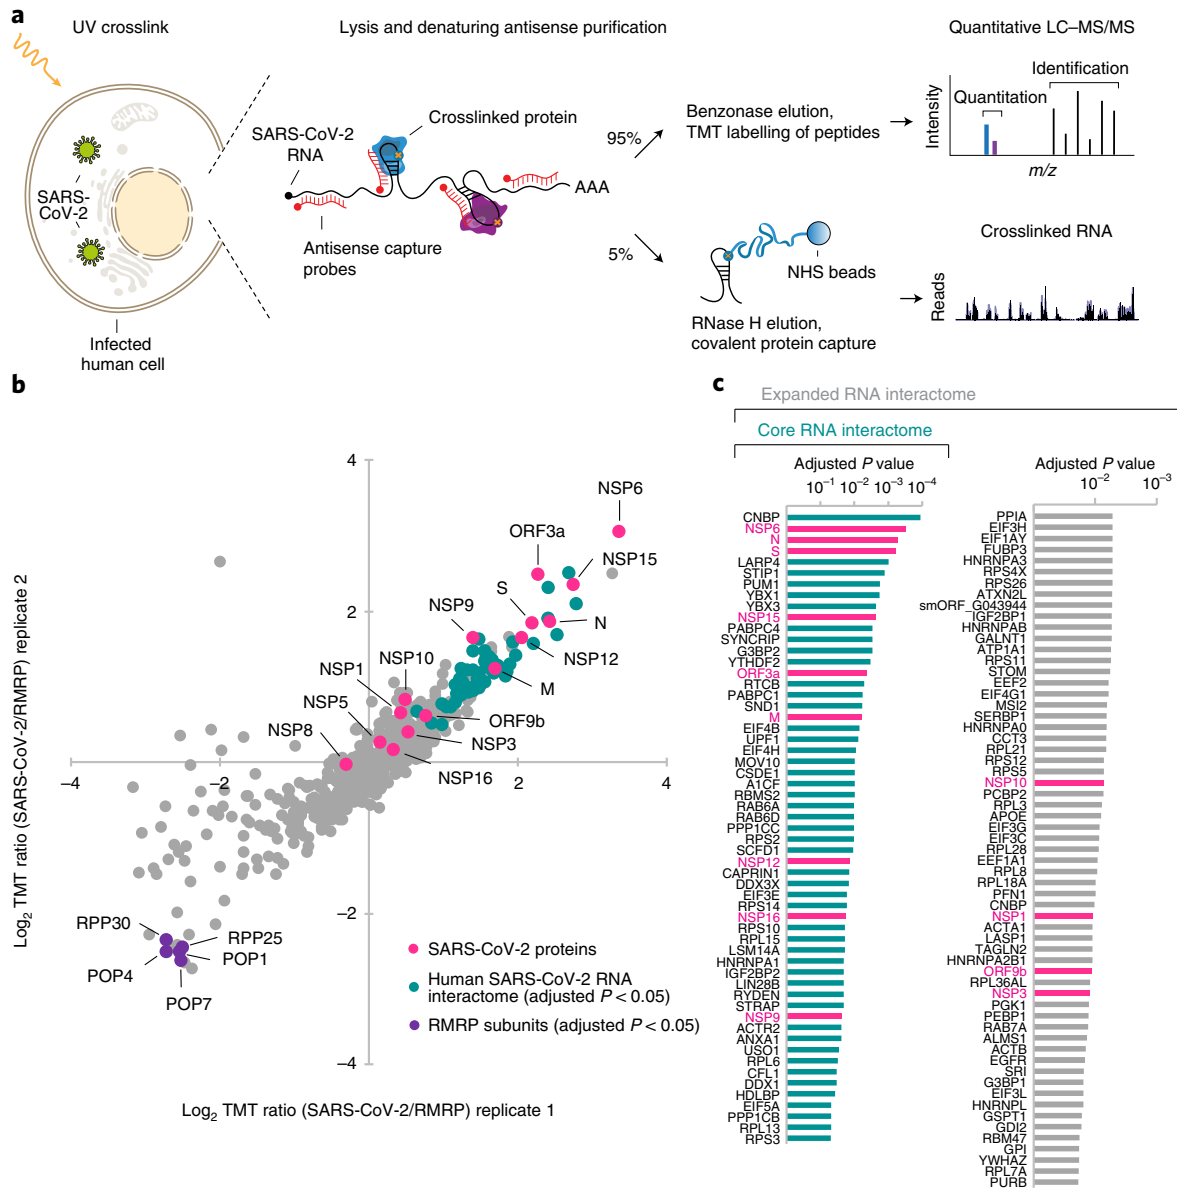 a
UV crosslink
Lysis and denaturing antisense purification
Quantitative LC–MS/MS
SARS-CoV-2
RNA
Crosslinked protein
SARS-
CoV-2
AAA
Antisense capture
probes
Infected
human cell
95%
5%
Benzonase elution,
TMT labelling of peptides
Intensity
Quantitation
Identification
m/z
NHS beads
RNase H elution,
covalent protein capture
Crosslinked RNA
Reads
b
Log2 TMT ratio (SARS-CoV-2/RMRP) replicate 2
4
2
−2
−4
−4
−2
2
4
NSP6
ORF3a
NSP15
S
N
NSP9
NSP12
NSP10
NSP1
M
NSP5
ORF9b
NSP8
NSP3
NSP16
RPP30
RPP25
POP4
POP1
POP7
SARS-CoV-2 proteins
Human SARS-CoV-2 RNA
interactome (adjusted P < 0.05)
RMRP subunits (adjusted P < 0.05)
Log2 TMT ratio (SARS-CoV-2/RMRP) replicate 1
c
Expanded RNA interactome
Core RNA interactome
Adjusted P value
10−1 10−2 10−3 10−4
CNBP
NSP6
N
S
LARP4
STIP1
PUM1
YBX1
YBX3
NSP15
PABPC4
SYNCRIP
G3BP2
YTHDF2
ORF3a
RTCB
PABPC1
SND1
M
EIF4B
UPF1
EIF4H
MOV10
CSDE1
A1CF
RBMS2
RAB6A
RAB6D
PPP1CC
RPS2
SCFD1
NSP12
CAPRIN1
DDX3X
EIF3E
RPS14
NSP16
RPS10
RPL15
LSM14A
HNRNPA1
IGF2BP2
LIN28B
RYDEN
STRAP
NSP9
ACTR2
ANXA1
USO1
RPL6
CFL1
DDX1
HDLBP
EIF5A
PPP1CB
RPL13
RPS3
Adjusted P value
10−2 10−3
PPIA
EIF3H
EIF1AY
FUBP3
HNRNPA3
RPS4X
RPS26
ATXN2L
smORF_G043944
IGF2BP1
HNRNPAB
GALNT1
ATP1A1
RPS11
STOM
EEF2
EIF4G1
MSI2
SERBP1
HNRNPA0
CCT3
RPL21
RPS12
RPS5
NSP10
PCBP2
RPL3
APOE
EIF3G
EIF3C
RPL28
EEF1A1
RPL8
RPL18A
PFN1
CNBP
NSP1
ACTA1
LASP1
TAGLN2
HNRNPA2B1
ORF9b
RPL36AL
NSP3
PGK1
PEBP1
RAB7A
ALMS1
ACTB
EGFR
SRI
G3BP1
EIF3L
HNRNPL
GSPT1
GDI2
RBM47
GPI
YWHAZ
RPL7A
PURB